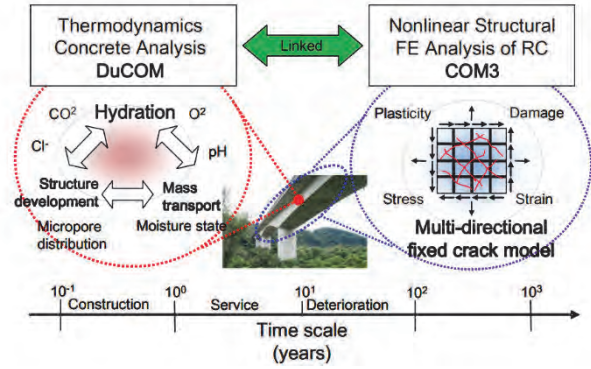 Thermodynamics
Concrete Analysis
DuCOM
Linked
Nonlinear Structural
FE Analysis of RC
COM3
CO²
Hydration
O²
Cl⁻
pH
Structure
development
Mass
transport
Micropore
distribution
Moisture state
Plasticity
Damage
Stress
Strain
Multi-directional
fixed crack model
10⁻¹
Construction
10⁰
Service
10¹
Deterioration
10²
10³
Time scale
(years)